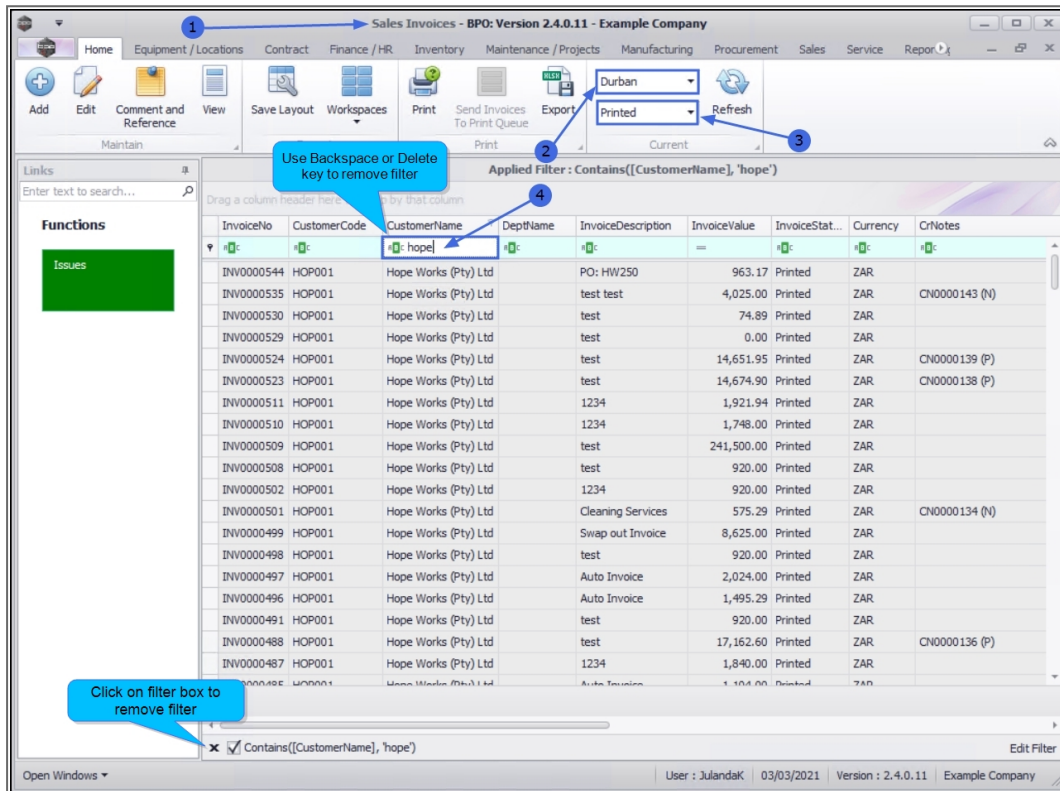 1
Sales Invoices - BPO: Version 2.4.0.11 - Example Company
Home Equipment / Locations Contract Finance / HR Inventory Maintenance / Projects Manufacturing Procurement Sales Service
Add Edit Comment and Reference View Save Layout Workspaces Print Send Invoices To Print Queue Export Refresh
Durban
Printed
2
3
Maintain Print Current
Use Backspace or Delete key to remove filter
4
Links
Enter text to search...
Functions
Issues
Applied Filter : Contains([CustomerName], 'hope')
Drag a column header here by that column
InvoiceNo CustomerCode CustomerName DeptName InvoiceDescription InvoiceValue InvoiceStat... Currency CrNotes
hope =
INV0000544 HOP001 Hope Works (Pty) Ltd PO: HW250 963.17 Printed ZAR
INV0000535 HOP001 Hope Works (Pty) Ltd test test 4,025.00 Printed ZAR CN0000143 (N)
INV0000530 HOP001 Hope Works (Pty) Ltd test 74.89 Printed ZAR
INV0000529 HOP001 Hope Works (Pty) Ltd test 0.00 Printed ZAR
INV0000524 HOP001 Hope Works (Pty) Ltd test 14,651.95 Printed ZAR CN0000139 (P)
INV0000523 HOP001 Hope Works (Pty) Ltd test 14,674.90 Printed ZAR CN0000138 (P)
INV0000511 HOP001 Hope Works (Pty) Ltd 1234 1,921.94 Printed ZAR
INV0000510 HOP001 Hope Works (Pty) Ltd 1234 1,748.00 Printed ZAR
INV0000509 HOP001 Hope Works (Pty) Ltd test 241,500.00 Printed ZAR
INV0000508 HOP001 Hope Works (Pty) Ltd test 920.00 Printed ZAR
INV0000502 HOP001 Hope Works (Pty) Ltd 1234 920.00 Printed ZAR
INV0000501 HOP001 Hope Works (Pty) Ltd Cleaning Services 575.29 Printed ZAR CN0000134 (N)
INV0000499 HOP001 Hope Works (Pty) Ltd Swap out Invoice 8,625.00 Printed ZAR
INV0000498 HOP001 Hope Works (Pty) Ltd test 920.00 Printed ZAR
INV0000497 HOP001 Hope Works (Pty) Ltd Auto Invoice 2,024.00 Printed ZAR
INV0000496 HOP001 Hope Works (Pty) Ltd Auto Invoice 1,495.29 Printed ZAR
INV0000491 HOP001 Hope Works (Pty) Ltd test 920.00 Printed ZAR
INV0000488 HOP001 Hope Works (Pty) Ltd test 17,162.60 Printed ZAR CN0000136 (P)
INV0000487 HOP001 Hope Works (Pty) Ltd 1234 1,840.00 Printed ZAR
Click on filter box to remove filter
Contains([CustomerName], 'hope') Edit Filter
Open Windows User : JulandaK 03/03/2021 Version : 2.4.0.11 Example Company